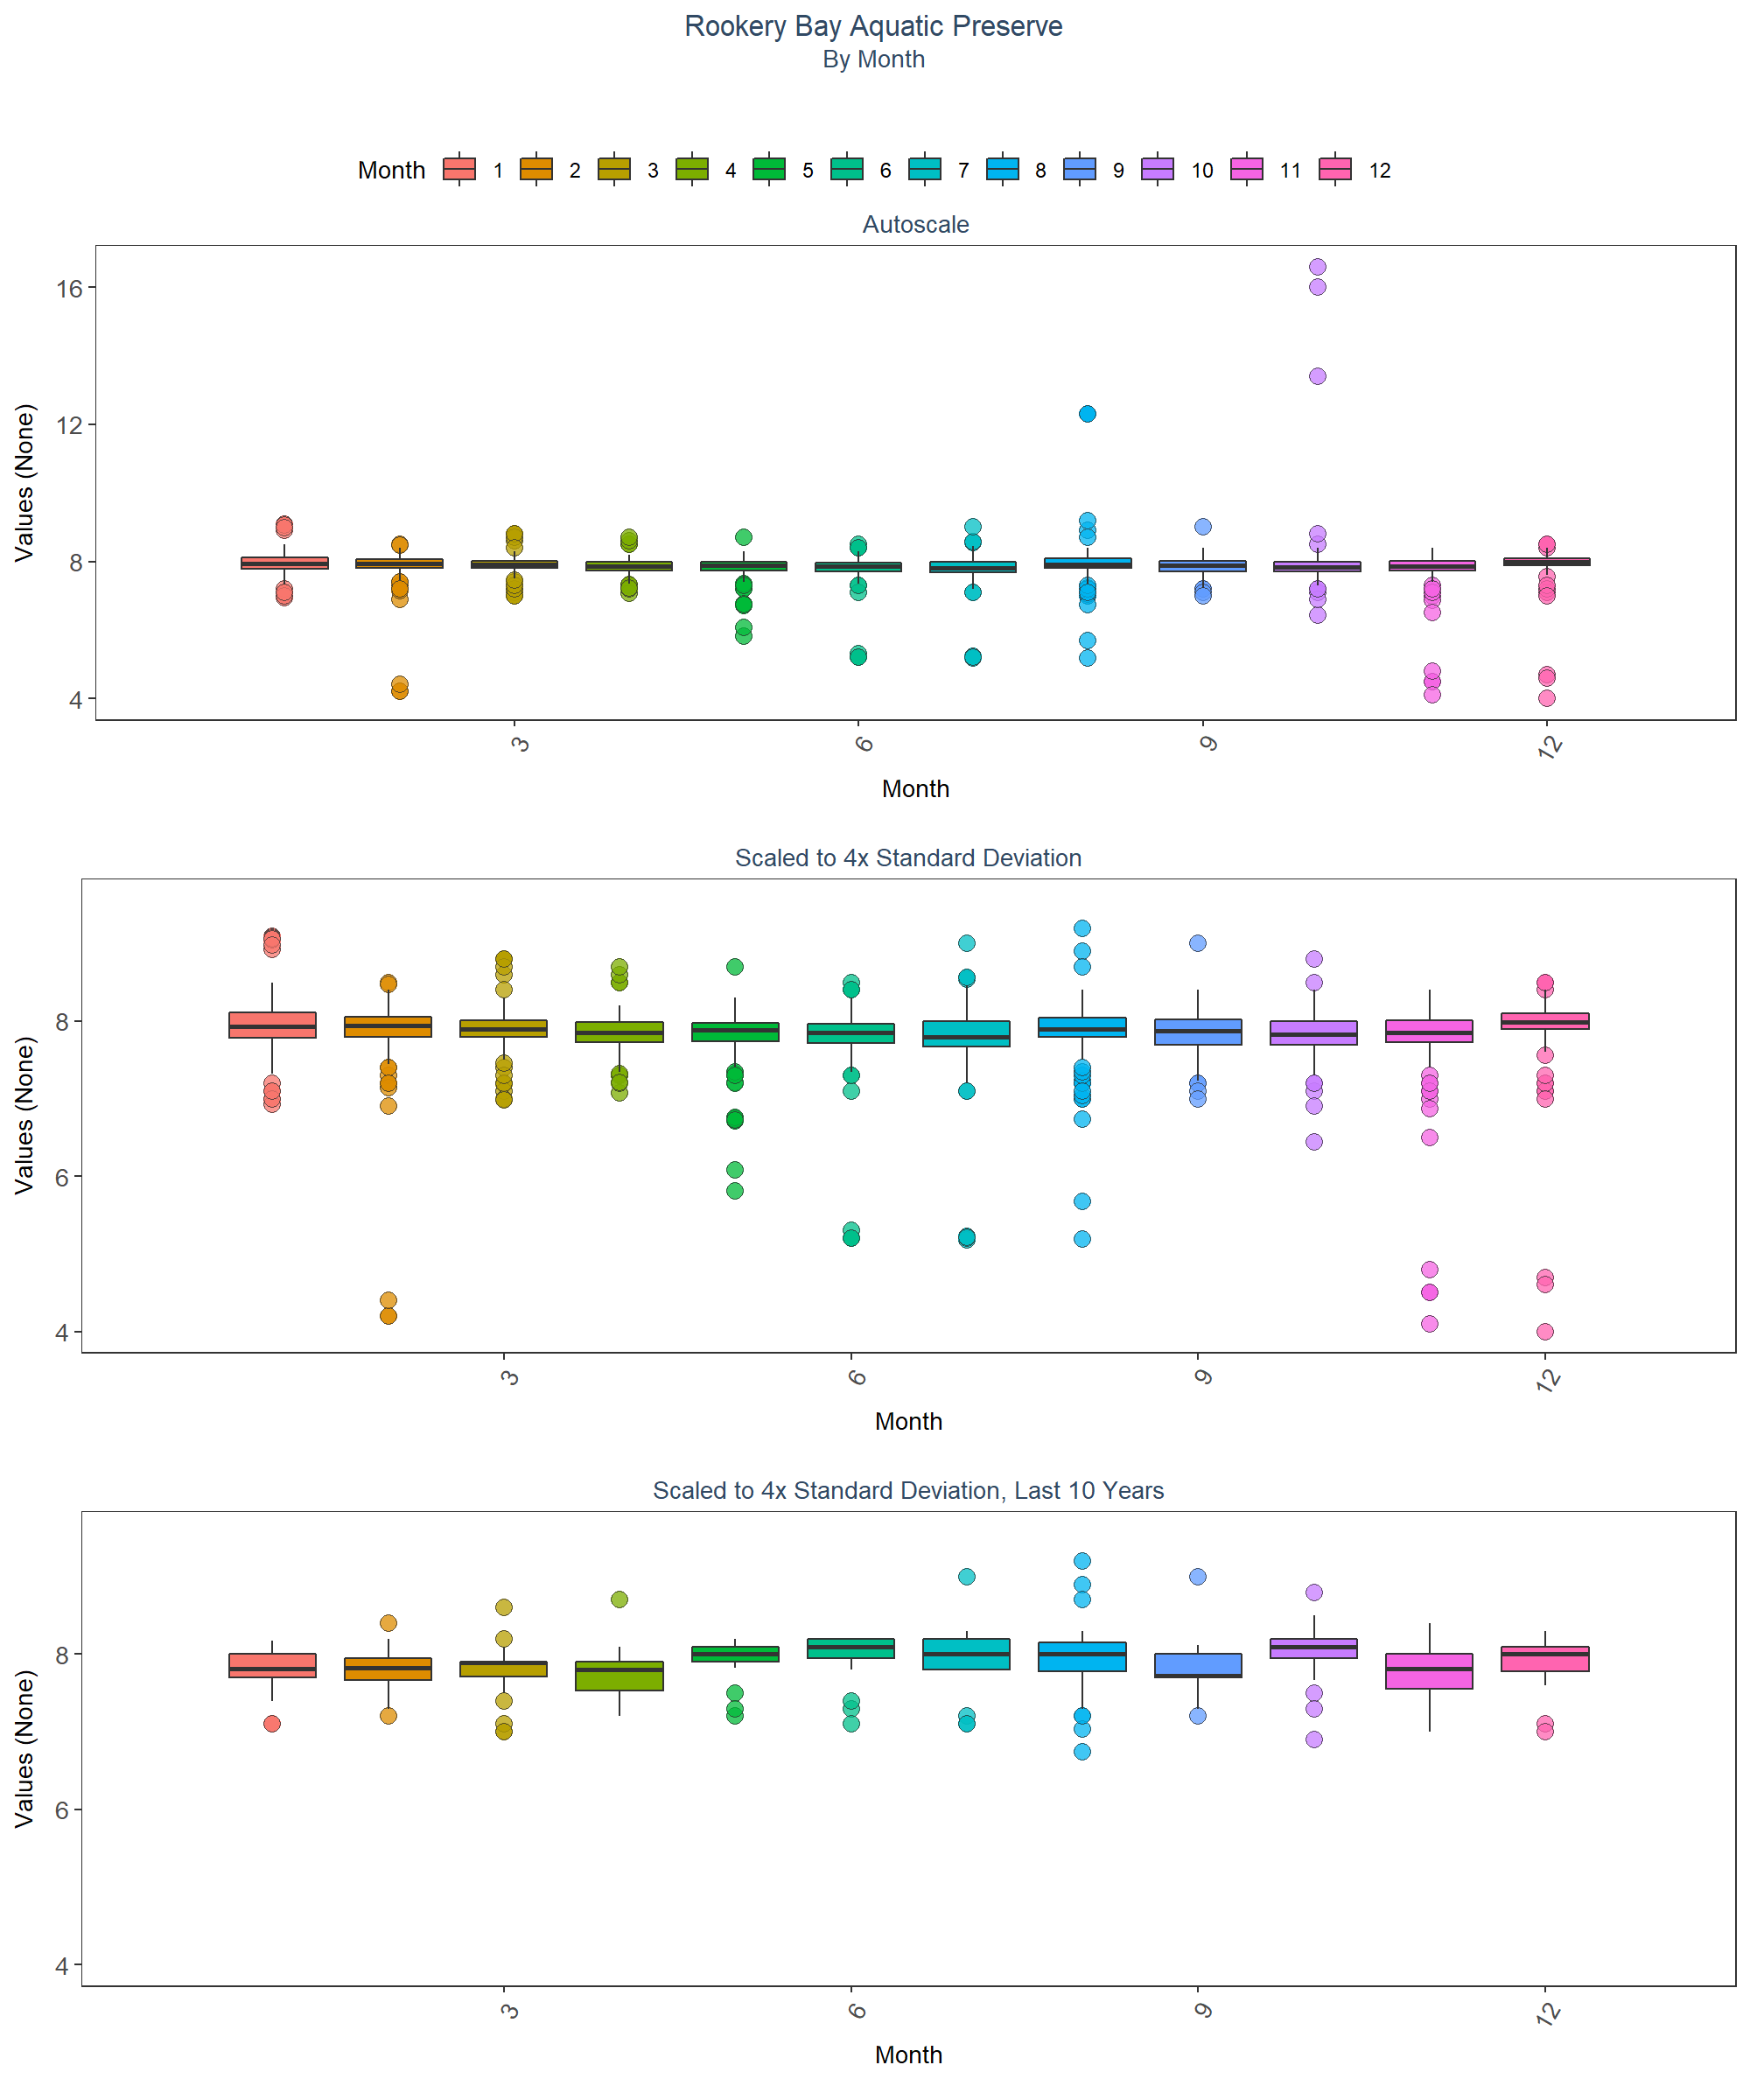 Rookery Bay Aquatic Preserve
By Month
Month 1 2 3 4 5 6 7 8 9 10 11 12
Autoscale
Values (None)
16
12
8
4
3 6 9 12
Month
Scaled to 4x Standard Deviation
Values (None)
8
6
4
3 6 9 12
Month
Scaled to 4x Standard Deviation, Last 10 Years
Values (None)
8
6
4
3 6 9 12
Month